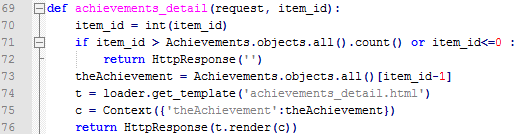 69 def achievements_detail(request, item_id):
70     item_id = int(item_id)
71     if item_id > Achievements.objects.all().count() or item_id<=0 :
72         return HttpResponse('')
73     theAchievement = Achievements.objects.all()[item_id-1]
74     t = loader.get_template('achievements_detail.html')
75     c = Context({'theAchievement':theAchievement})
76     return HttpResponse(t.render(c))